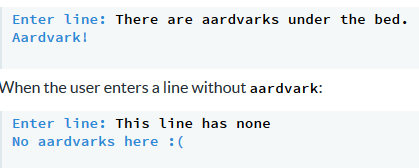 Enter line: There are aardvarks under the bed.
Aardvark!
When the user enters a line without aardvark:
Enter line: This line has none
No aardvarks here :(